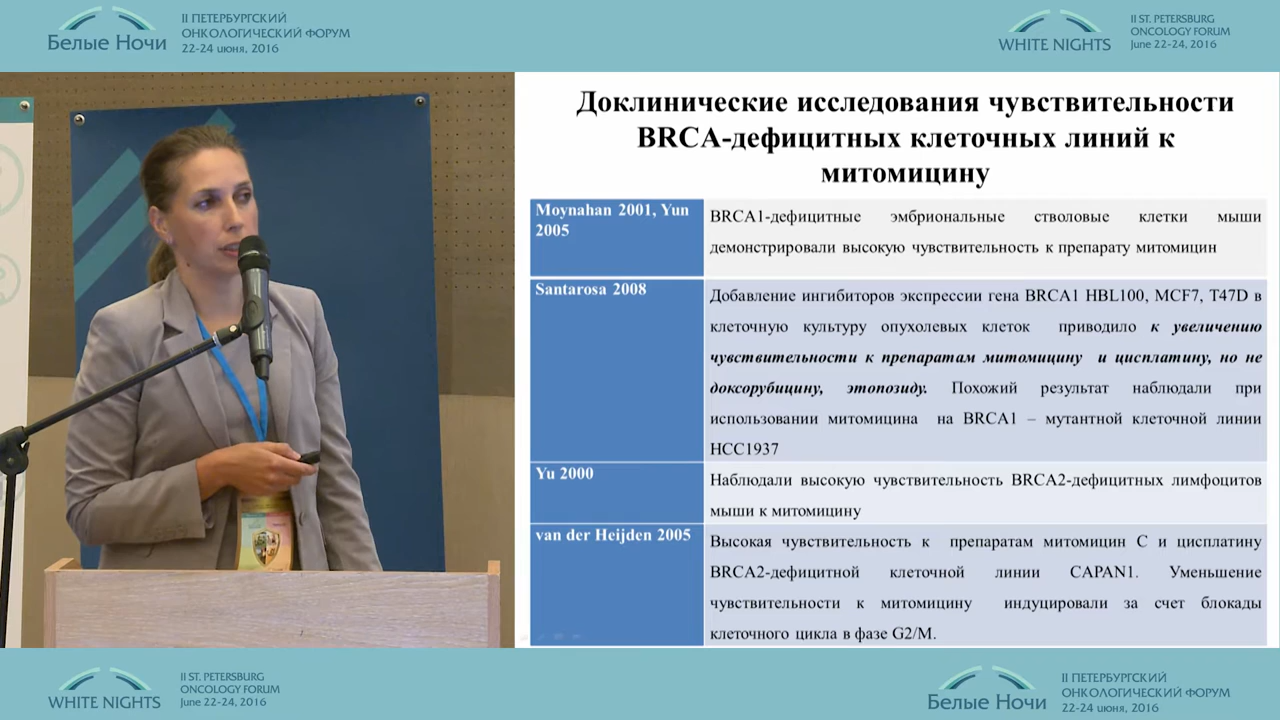 Белые Ночи
II ПЕТЕРБУРГСКИЙ
ОНКОЛОГИЧЕСКИЙ ФОРУМ
22-24 июня, 2016
WHITE NIGHTS
II ST. PETERSBURG
ONCOLOGY FORUM
June 22-24, 2016
Доклинические исследования чувствительности
BRCA-дефицитных клеточных линий к
митомицину
Moynahan 2001, Yun
2005
BRCA1-дефицитные эмбриональные стволовые клетки мыши
демонстрировали высокую чувствительность к препарату митомицин
Santarosa 2008
Добавление ингибиторов экспрессии гена BRCA1 HBL100, MCF7, T47D в
клеточную культуру опухолевых клеток приводило к увеличению
чувствительности к препаратам митомицину и цисплатину, но не
доксорубицину, этопозиду. Похожий результат наблюдали при
использовании митомицина на BRCA1 – мутантной клеточной линии
HCC1937
Yu 2000
Наблюдали высокую чувствительность BRCA2-дефицитных лимфоцитов
мыши к митомицину
van der Heijden 2005
Высокая чувствительность к препаратам митомицин С и цисплатину
BRCA2-дефицитной клеточной линии CAPAN1. Уменьшение
чувствительности к митомицину индуцировали за счет блокады
клеточного цикла в фазе G2/M.
WHITE NIGHTS
II ST. PETERSBURG
ONCOLOGY FORUM
June 22-24, 2016
Белые Ночи
II ПЕТЕРБУРГСКИЙ
ОНКОЛОГИЧЕСКИЙ ФОРУМ
22-24 июня, 2016